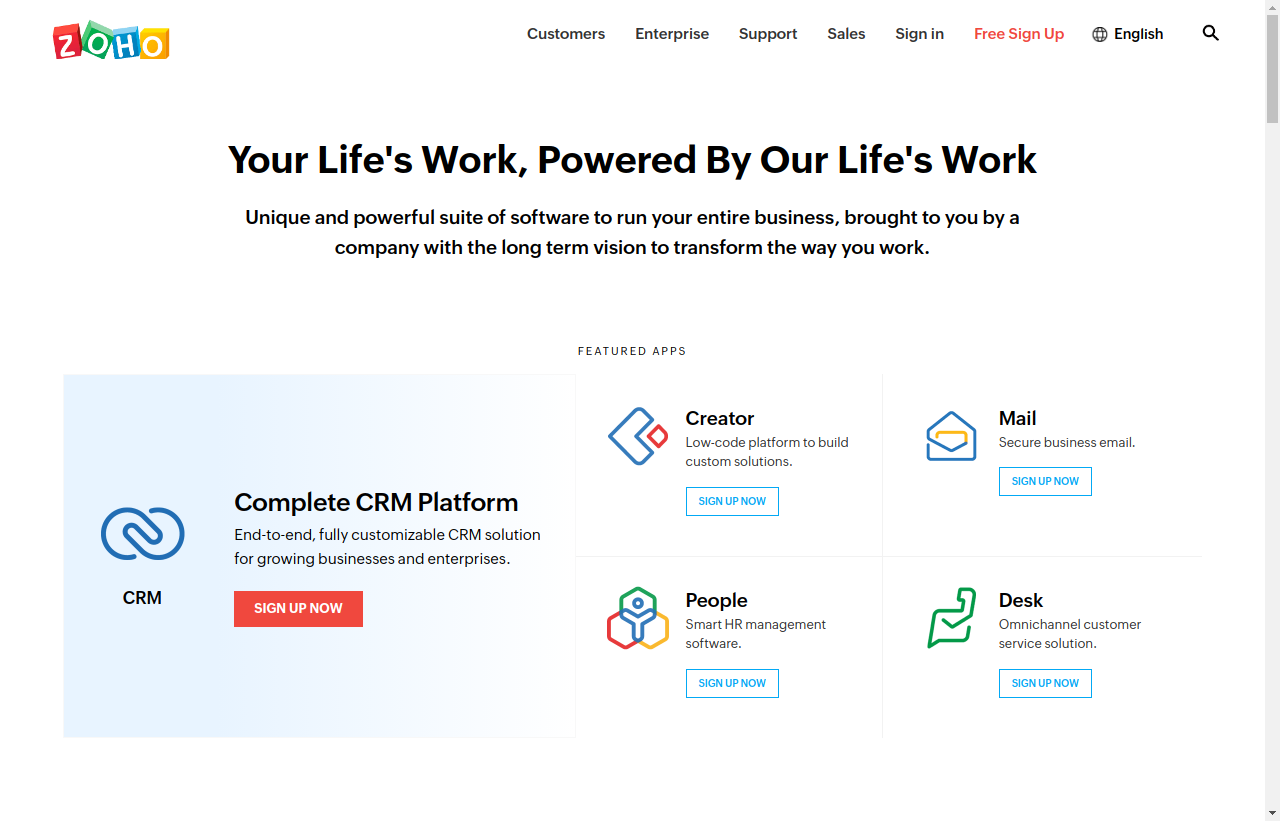 ZOHO
Customers
Enterprise
Support
Sales
Sign in
Free Sign Up
English
Your Life's Work, Powered By Our Life's Work
Unique and powerful suite of software to run your entire business, brought to you by a
company with the long term vision to transform the way you work.
FEATURED APPS
CRM
Complete CRM Platform
End-to-end, fully customizable CRM solution
for growing businesses and enterprises.
SIGN UP NOW
Creator
Low-code platform to build
custom solutions.
SIGN UP NOW
Mail
Secure business email.
SIGN UP NOW
People
Smart HR management
software.
SIGN UP NOW
Desk
Omnichannel customer
service solution.
SIGN UP NOW